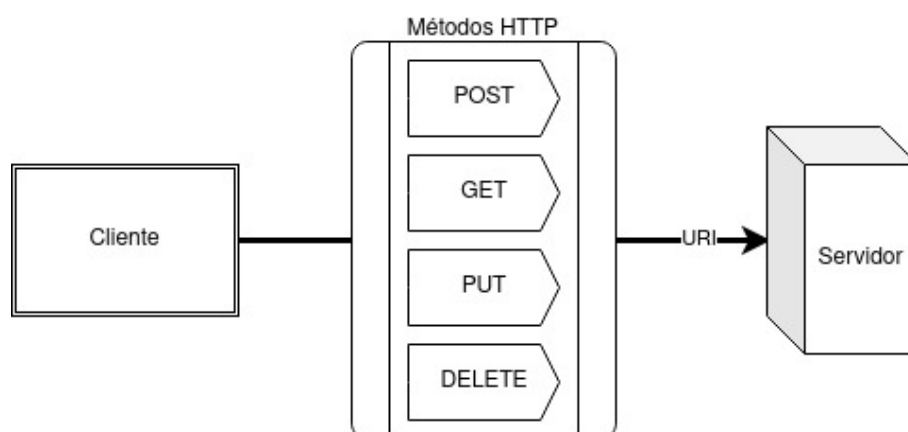 Métodos HTTP
POST
GET
PUT
DELETE
Cliente
URI
Servidor